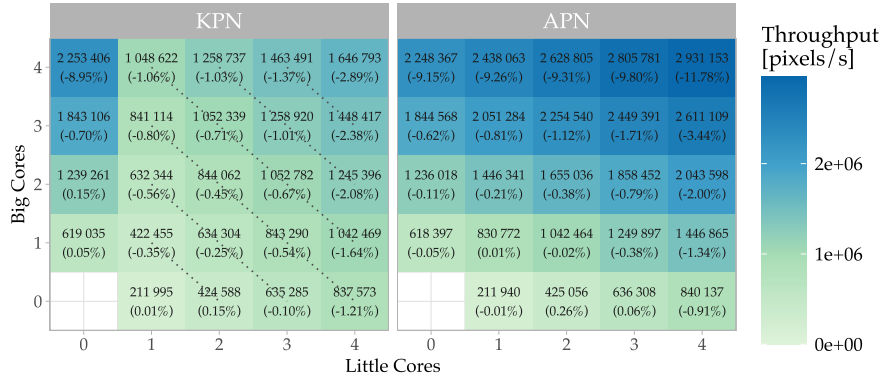 KPN APN
Throughput
[pixels/s]
2e+06
1e+06
0e+00
Big Cores
4
2 253 406 1 048 622 1 258 737 1 463 491 1 646 793 2 248 367 2 438 063 2 628 805 2 805 781 2 931 153
(-8.95%) (-1.06%) (-1.03%) (-1.37%) (-2.89%) (-9.15%) (-9.26%) (-9.31%) (-9.80%) (-11.78%)
3
1 843 106 841 114 1 052 339 1 258 920 1 448 417 1 844 568 2 051 284 2 254 540 2 449 391 2 611 109
(-0.70%) (-0.80%) (-0.71%) (-1.01%) (-2.38%) (-0.62%) (-0.81%) (-1.12%) (-1.71%) (-3.44%)
2
1 239 261 632 344 844 062 1 052 782 1 245 396 1 236 018 1 446 341 1 655 036 1 858 452 2 043 598
(0.15%) (-0.56%) (-0.45%) (-0.67%) (-2.08%) (-0.11%) (-0.21%) (-0.38%) (-0.79%) (-2.00%)
1
619 035 422 455 634 304 843 290 1 042 469 618 397 830 772 1 042 464 1 249 897 1 446 865
(0.05%) (-0.35%) (-0.25%) (-0.54%) (-1.64%) (-0.05%) (0.01%) (-0.02%) (-0.38%) (-1.34%)
0
211 995 424 588 635 285 837 573 211 940 425 056 636 308 840 137
(0.01%) (0.15%) (-0.10%) (-1.21%) (-0.01%) (0.26%) (0.06%) (-0.91%)
0 1 2 3 4 0 1 2 3 4
Little Cores